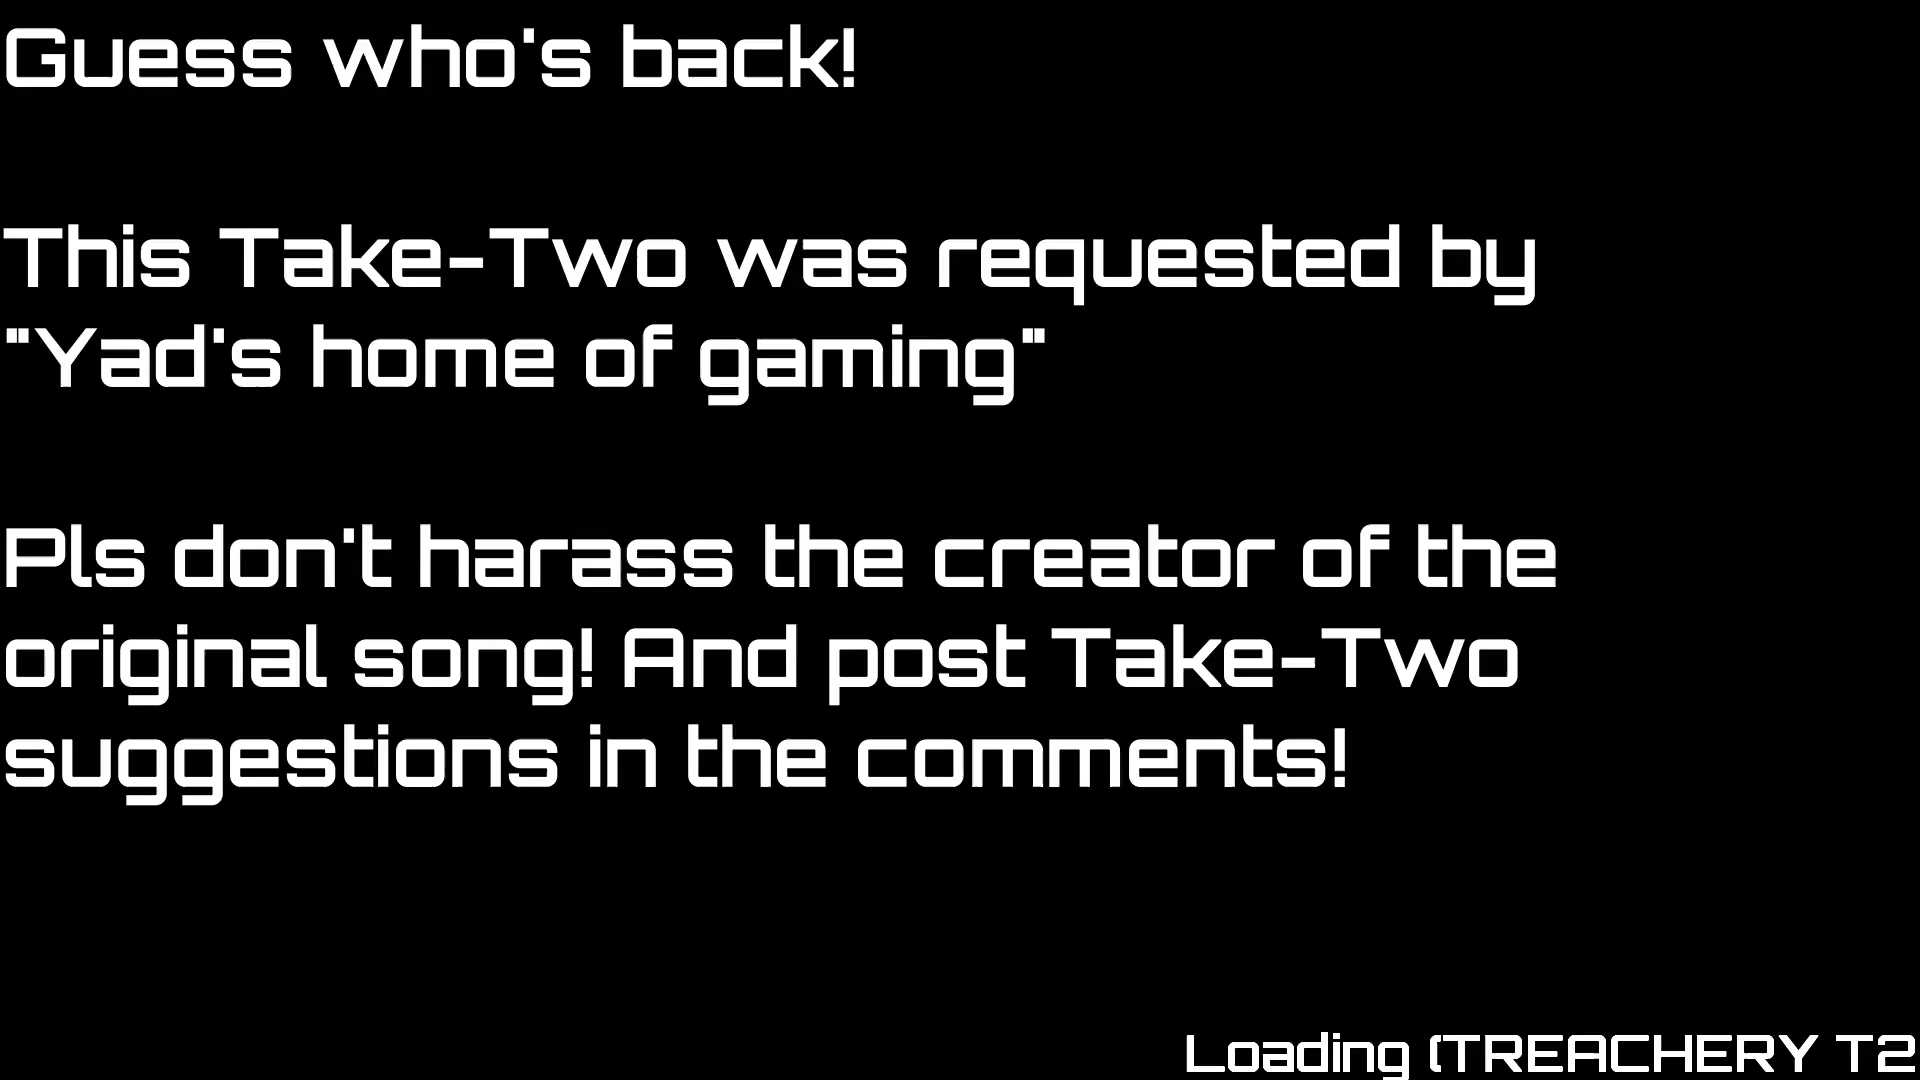 Guess who's back!
This Take-Two was requested by
"Yad's home of gaming"
Pls don't harass the creator of the
original song! And post Take-Two
suggestions in the comments!
Loading (TREACHERY T2